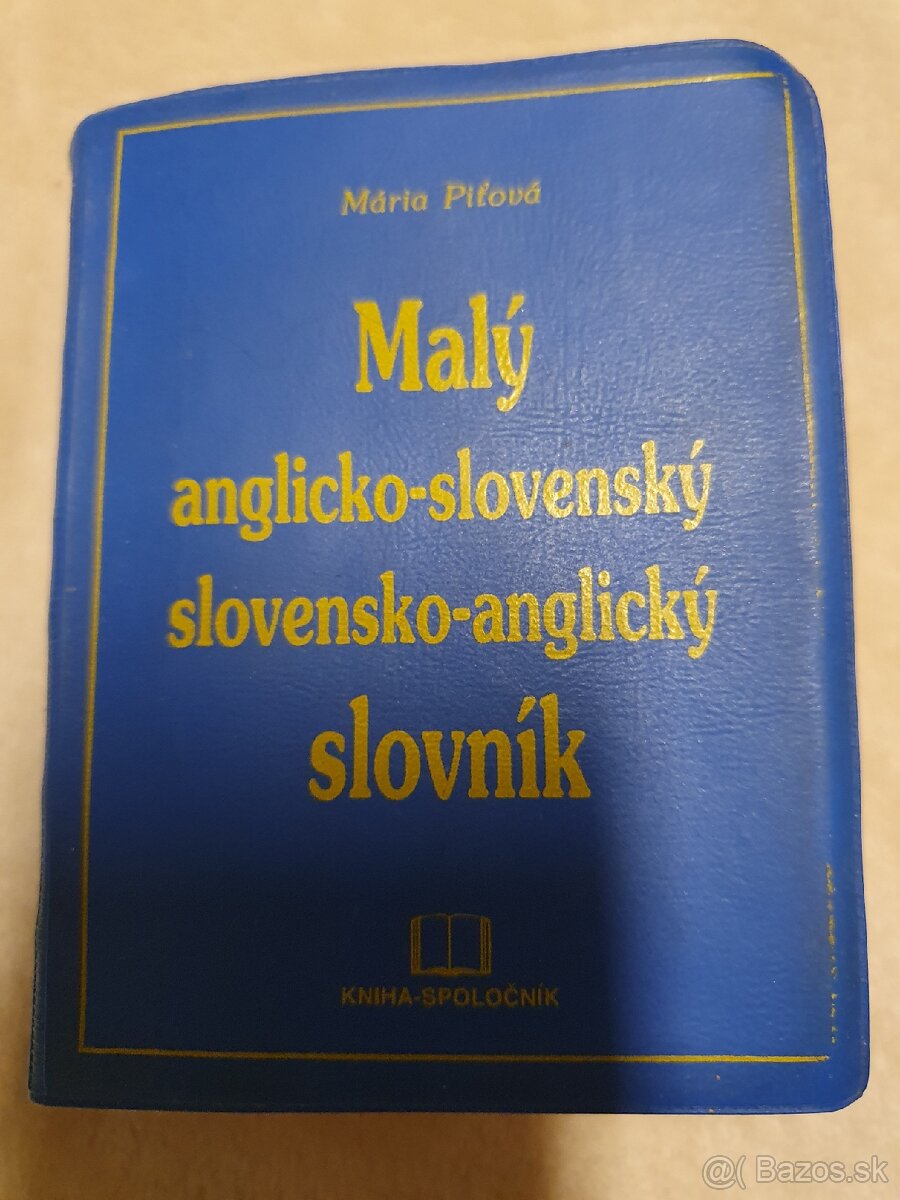 Mária Piťová
Malý
anglicko-slovenský
slovensko-anglický
slovník
KNIHA-SPOLOČNÍK
@( Bazos.sk